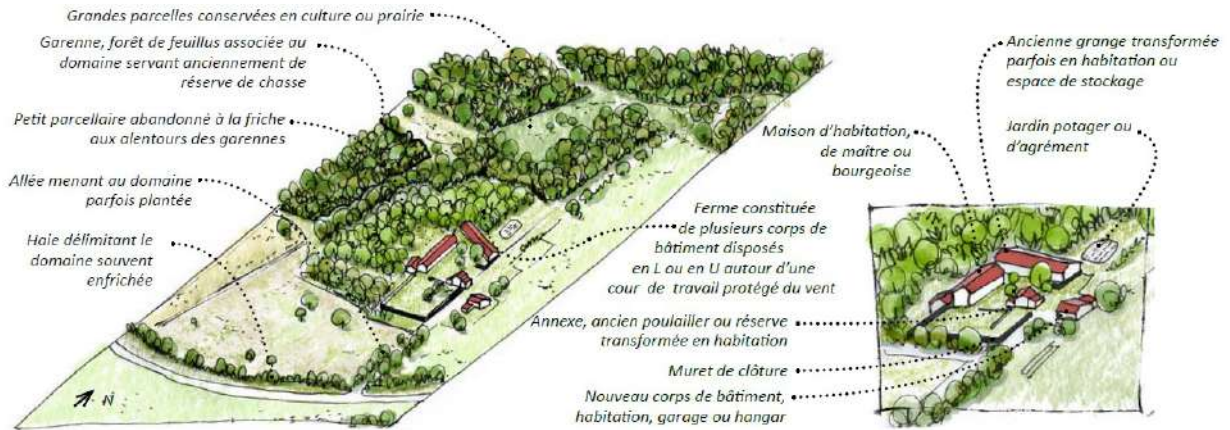 Grandes parcelles conservées en culture ou prairie
Garenne, forêt de feuillus associée au
domaine servant anciennement de
réserve de chasse
Petit parcellaire abandonné à la friche
aux alentours des garennes
Allée menant au domaine
parfois plantée
Haie délimitant le
domaine souvent
enfrichée
N
Ferme constituée
de plusieurs corps de
bâtiment disposés
en L ou en U autour d'une
cour de travail protégé du vent
Annexe, ancien poulailler ou réserve
transformée en habitation
Muret de clôture
Nouveau corps de bâtiment,
habitation, garage ou hangar
Maison d'habitation,
de maître ou
bourgeoise
Ancienne grange transformée
parfois en habitation ou
espace de stockage
Jardin potager ou
d'agrément